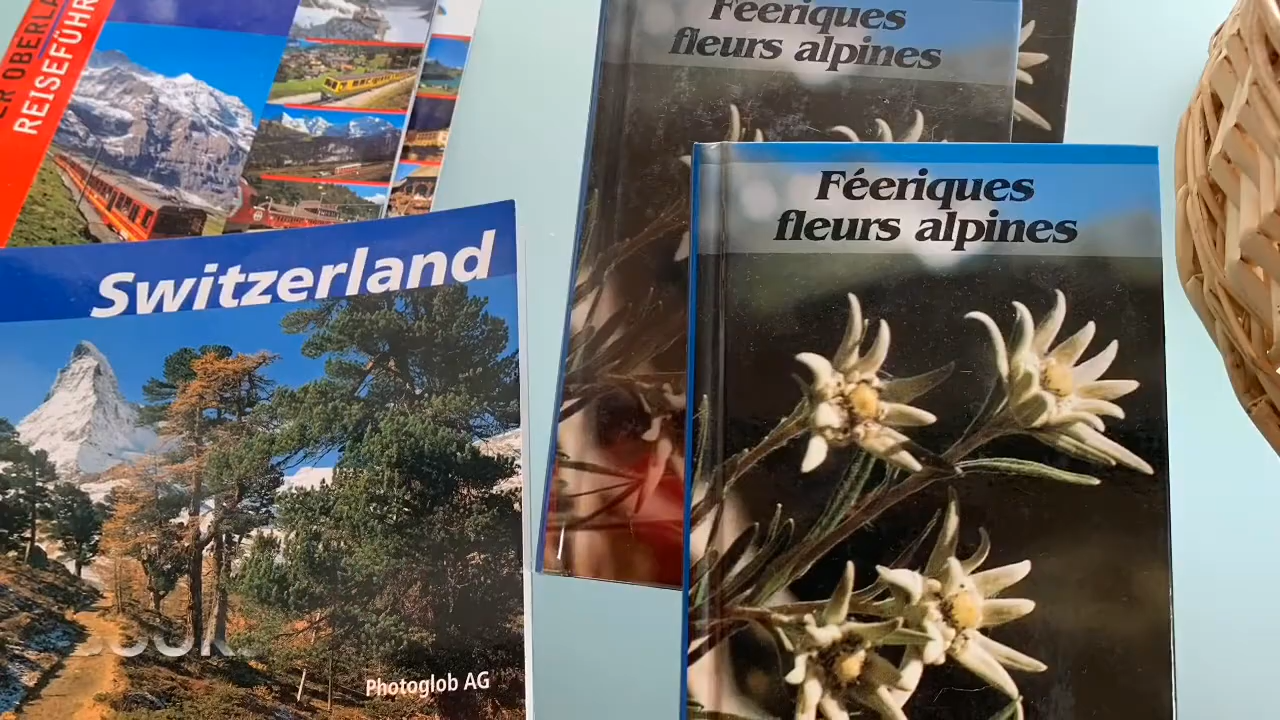 REISEFÜHR
Switzerland
Photoglob AG
Féeriques
fleurs alpines
Féeriques
fleurs alpines